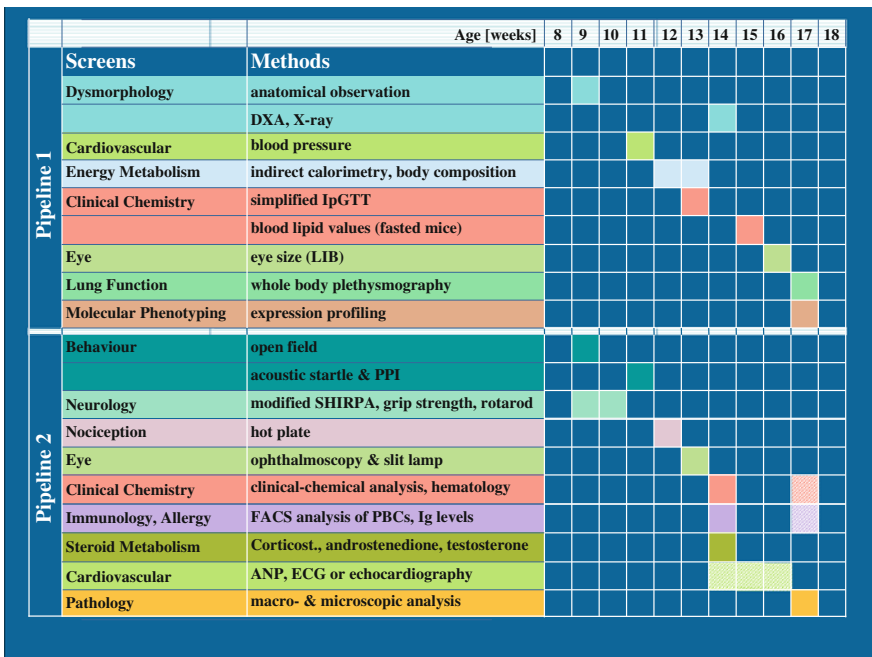 Age [weeks] 8 9 10 11 12 13 14 15 16 17 18
Pipeline 1
Screens Methods
Dysmorphology anatomical observation
DXA, X-ray
Cardiovascular blood pressure
Energy Metabolism indirect calorimetry, body composition
Clinical Chemistry simplified IpGTT
blood lipid values (fasted mice)
Eye eye size (LIB)
Lung Function whole body plethysmography
Molecular Phenotyping expression profiling
Pipeline 2
Behaviour open field
acoustic startle & PPI
Neurology modified SHIRPA, grip strength, rotarod
Nociception hot plate
Eye ophthalmoscopy & slit lamp
Clinical Chemistry clinical-chemical analysis, hematology
Immunology, Allergy FACS analysis of PBCs, Ig levels
Steroid Metabolism Corticost., androstenedione, testosterone
Cardiovascular ANP, ECG or echocardiography
Pathology macro- & microscopic analysis